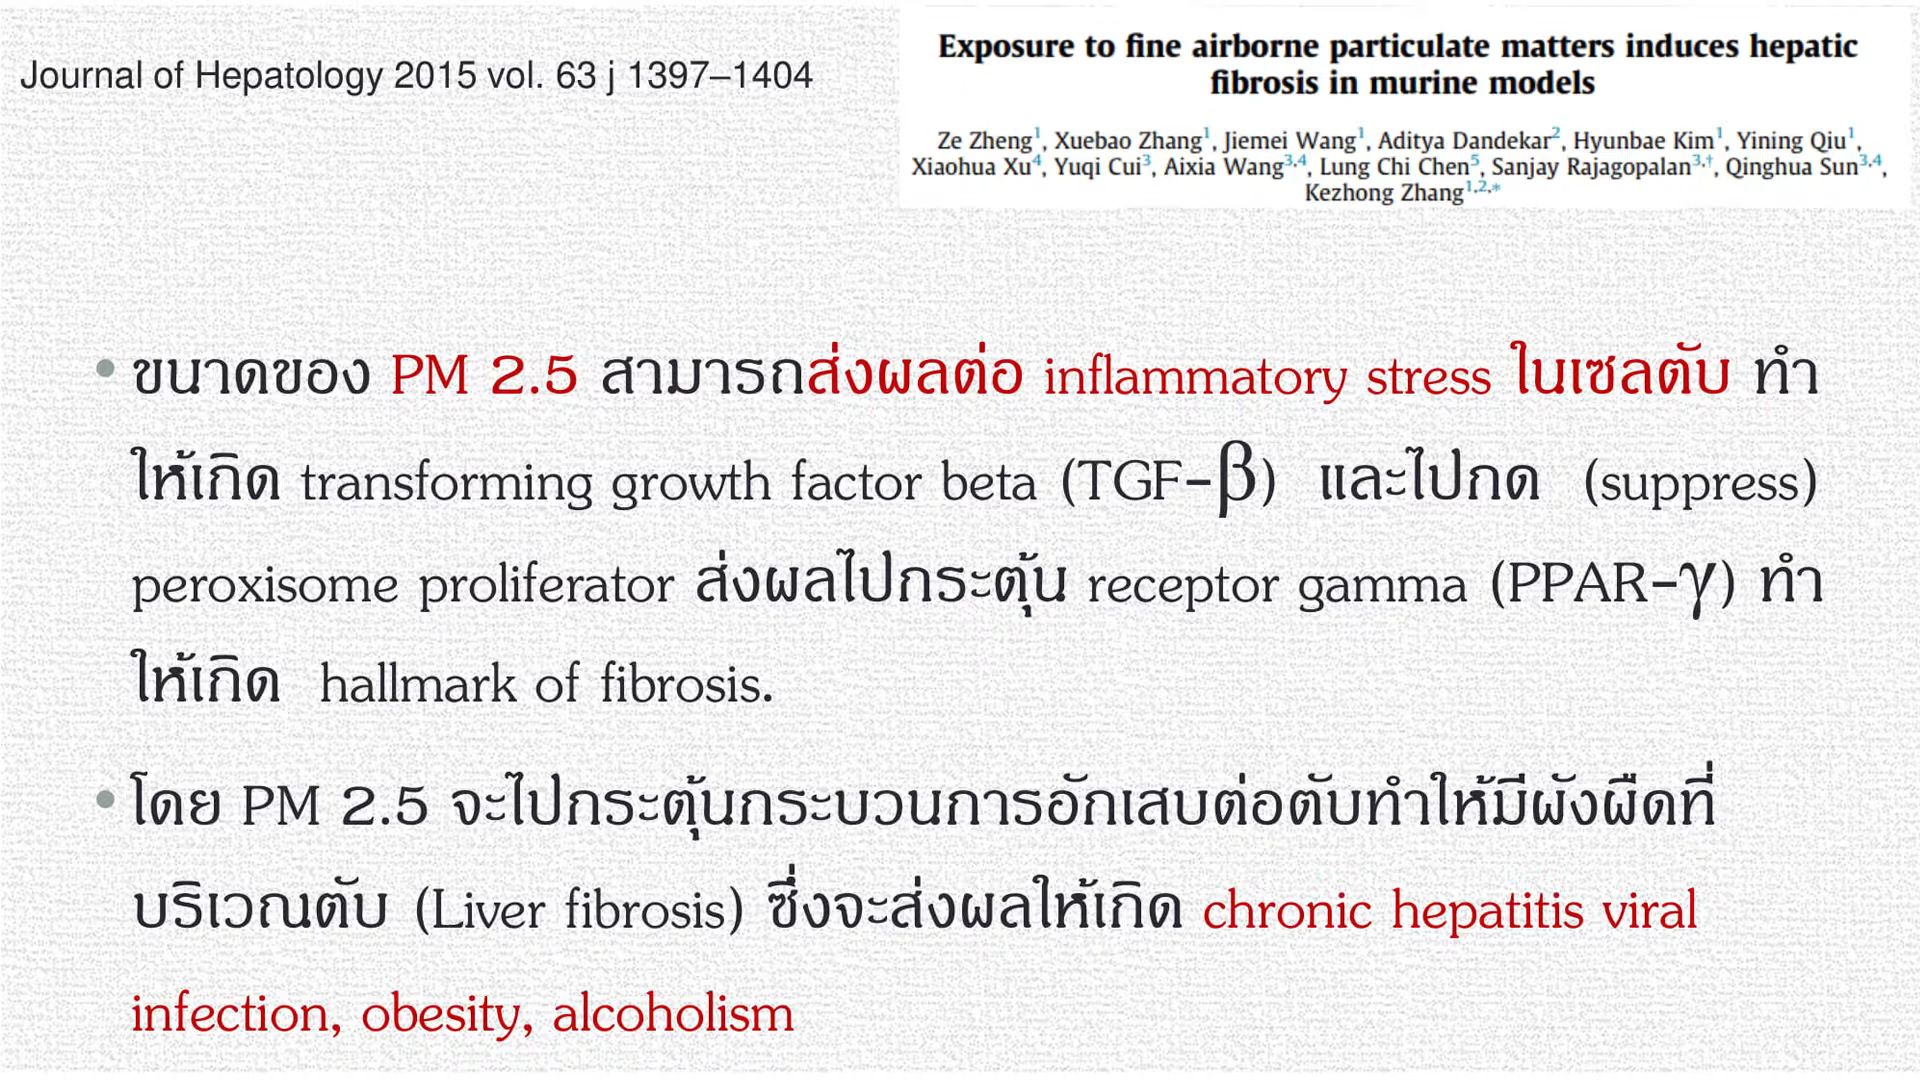 Journal of Hepatology 2015 vol. 63 j 1397–1404
Exposure to fine airborne particulate matters induces hepatic
fibrosis in murine models
Ze Zheng¹, Xuebao Zhang¹, Jiemei Wang¹, Aditya Dandekar², Hyunbae Kim¹, Yining Qiu¹,
Xiaohua Xu⁴, Yuqi Cui³, Aixia Wang³,⁴, Lung Chi Chen⁵, Sanjay Rajagopalan³,†, Qinghua Sun³,⁴,
Kezhong Zhang¹,²,*
• ขนาดของ PM 2.5 สามารถส่งผลต่อ inflammatory stress ในเซลตับ ทำ
ให้เกิด transforming growth factor beta (TGF-β) และไปกด (suppress)
peroxisome proliferator ส่งผลไปกระตุ้น receptor gamma (PPAR-γ) ทำ
ให้เกิด hallmark of fibrosis.
• โดย PM 2.5 จะไปกระตุ้นกระบวนการอักเสบต่อตับทำให้มีผังผืดที่
บริเวณตับ (Liver fibrosis) ซึ่งจะส่งผลให้เกิด chronic hepatitis viral
infection, obesity, alcoholism